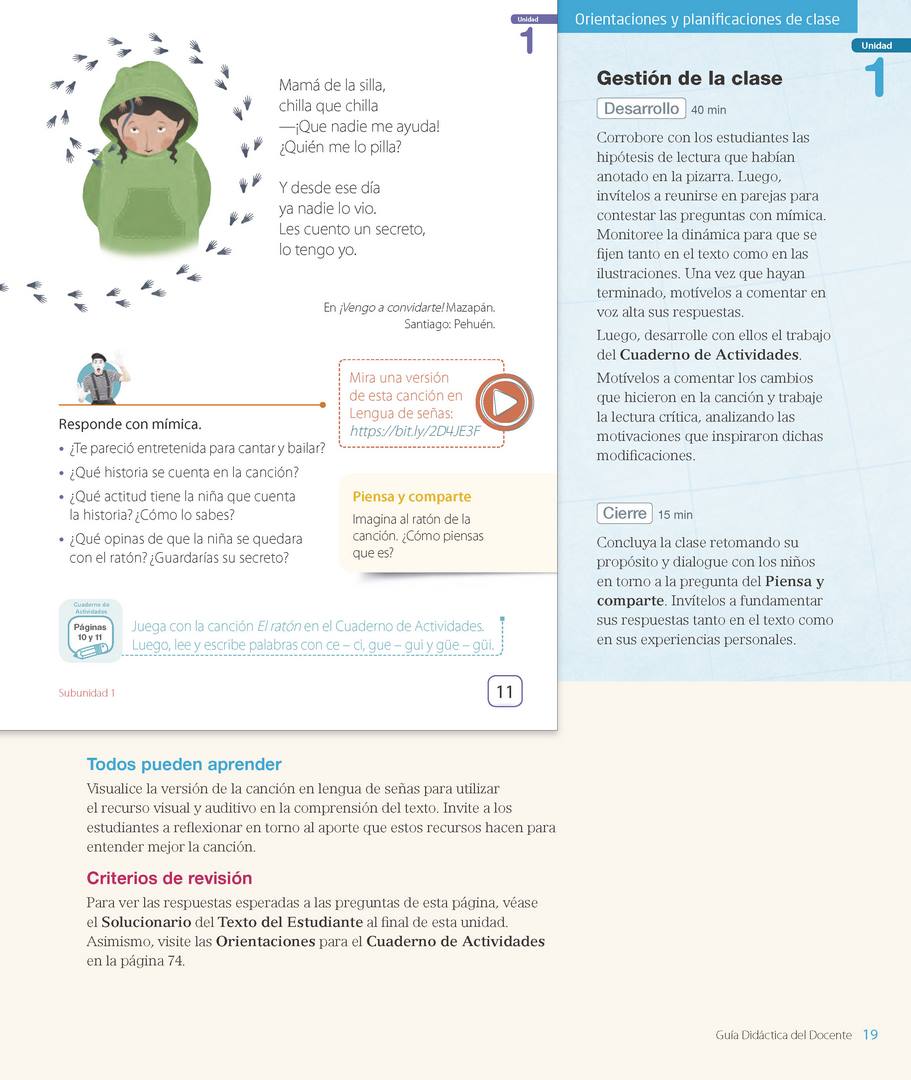 Unidad
1
Mamá de la silla,
chilla que chilla
—¡Que nadie me ayuda!
¿Quién me lo pilla?
Y desde ese día
ya nadie lo vio.
Les cuento un secreto,
lo tengo yo.
En ¡Vengo a convidarte! Mazapán.
Santiago: Pehuén.
Responde con mímica.
• ¿Te pareció entretenida para cantar y bailar?
• ¿Qué historia se cuenta en la canción?
• ¿Qué actitud tiene la niña que cuenta
la historia? ¿Cómo lo sabes?
• ¿Qué opinas de que la niña se quedara
con el ratón? ¿Guardarías su secreto?
Mira una versión
de esta canción en
Lengua de señas:
https://bit.ly/2D4JE3F
Piensa y comparte
Imagina al ratón de la
canción. ¿Cómo piensas
que es?
Cuaderno de
Actividades
Páginas
10 y 11
Juega con la canción El ratón en el Cuaderno de Actividades.
Luego, lee y escribe palabras con ce – ci, gue – gui y güe – güi.
Subunidad 1
11
Orientaciones y planificaciones de clase
Unidad
1
Gestión de la clase
Desarrollo 40 min
Corrobore con los estudiantes las
hipótesis de lectura que habían
anotado en la pizarra. Luego,
invítelos a reunirse en parejas para
contestar las preguntas con mímica.
Monitoree la dinámica para que se
fijen tanto en el texto como en las
ilustraciones. Una vez que hayan
terminado, motívelos a comentar en
voz alta sus respuestas.
Luego, desarrolle con ellos el trabajo
del Cuaderno de Actividades.
Motívelos a comentar los cambios
que hicieron en la canción y trabaje
la lectura crítica, analizando las
motivaciones que inspiraron dichas
modificaciones.
Cierre 15 min
Concluya la clase retomando su
propósito y dialogue con los niños
en torno a la pregunta del Piensa y
comparte. Invítelos a fundamentar
sus respuestas tanto en el texto como
en sus experiencias personales.
Todos pueden aprender
Visualice la versión de la canción en lengua de señas para utilizar
el recurso visual y auditivo en la comprensión del texto. Invite a los
estudiantes a reflexionar en torno al aporte que estos recursos hacen para
entender mejor la canción.
Criterios de revisión
Para ver las respuestas esperadas a las preguntas de esta página, véase
el Solucionario del Texto del Estudiante al final de esta unidad.
Asimismo, visite las Orientaciones para el Cuaderno de Actividades
en la página 74.
Guía Didáctica del Docente 19